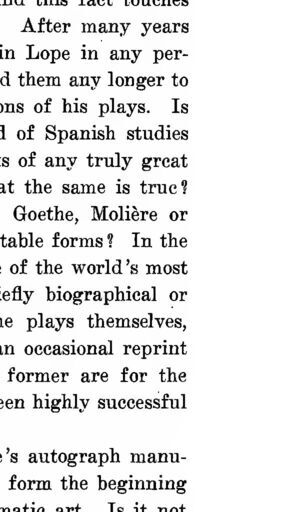 and this fact touches
After many years
in Lope in any per-
d them any longer to
ons of his plays. Is
d of Spanish studies
s of any truly great
at the same is true?
Goethe, Molière or
table forms? In the
e of the world's most
iefly biographical or
he plays themselves,
an occasional reprint
former are for the
een highly successful
e's autograph manu-
form the beginning
matic art. Is it not